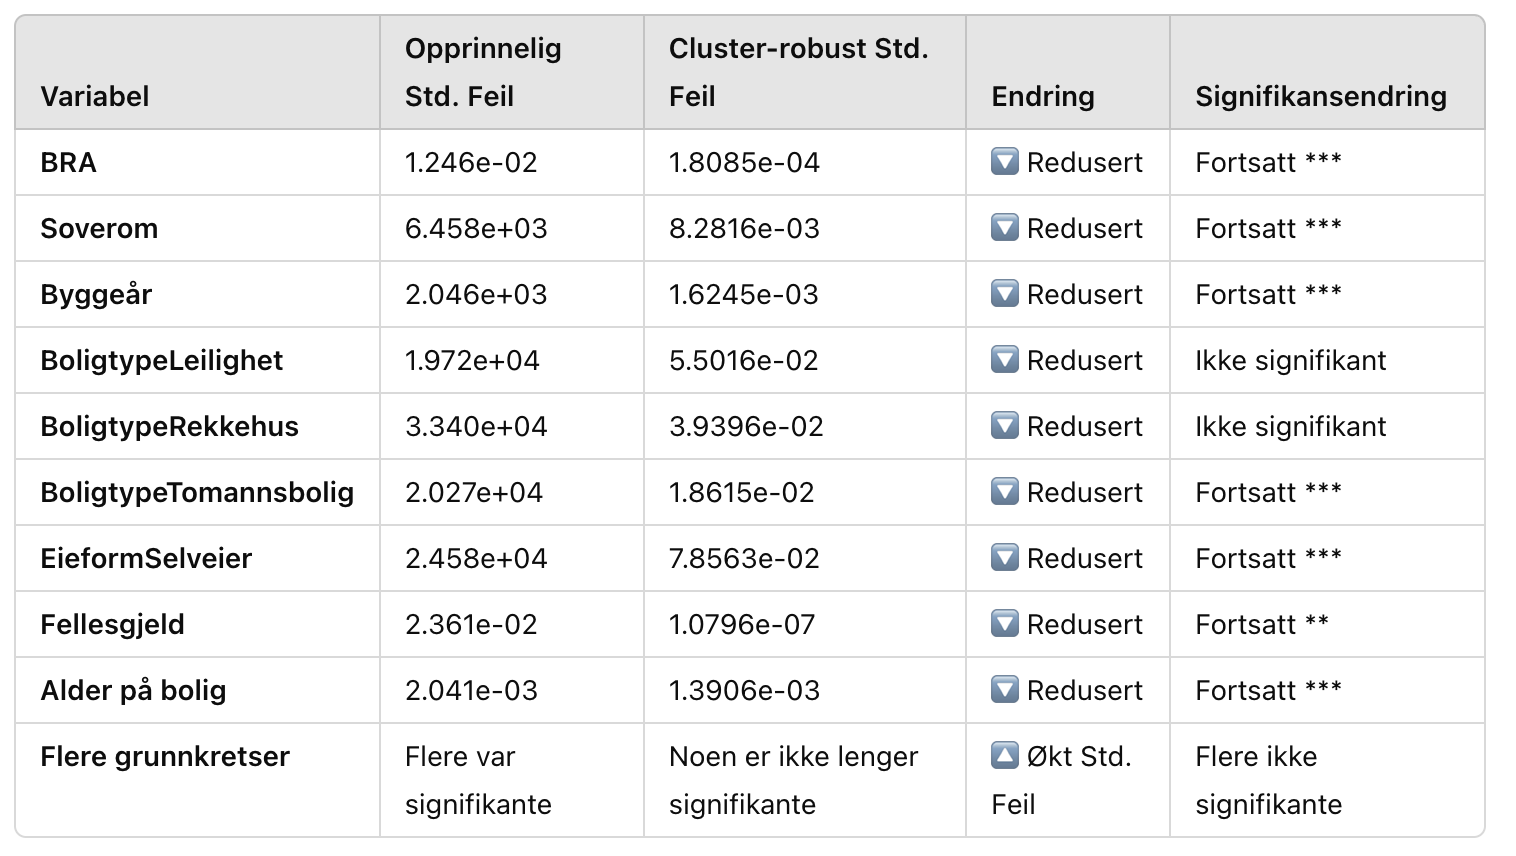 Variabel Opprinnelig Std. Feil Cluster-robust Std. Feil Endring Signifikansendring
BRA 1.246e-02 1.8085e-04 🔽 Redusert Fortsatt ***
Soverom 6.458e+03 8.2816e-03 🔽 Redusert Fortsatt ***
Byggeår 2.046e+03 1.6245e-03 🔽 Redusert Fortsatt ***
BoligtypeLeilighet 1.972e+04 5.5016e-02 🔽 Redusert Ikke signifikant
BoligtypeRekkehus 3.340e+04 3.9396e-02 🔽 Redusert Ikke signifikant
BoligtypeTomannsbolig 2.027e+04 1.8615e-02 🔽 Redusert Fortsatt ***
EieformSelveier 2.458e+04 7.8563e-02 🔽 Redusert Fortsatt ***
Fellesgjeld 2.361e-02 1.0796e-07 🔽 Redusert Fortsatt **
Alder på bolig 2.041e-03 1.3906e-03 🔽 Redusert Fortsatt ***
Flere grunnkretser Flere var signifikante Noen er ikke lenger signifikante 🔼 Økt Std. Feil Flere ikke signifikante